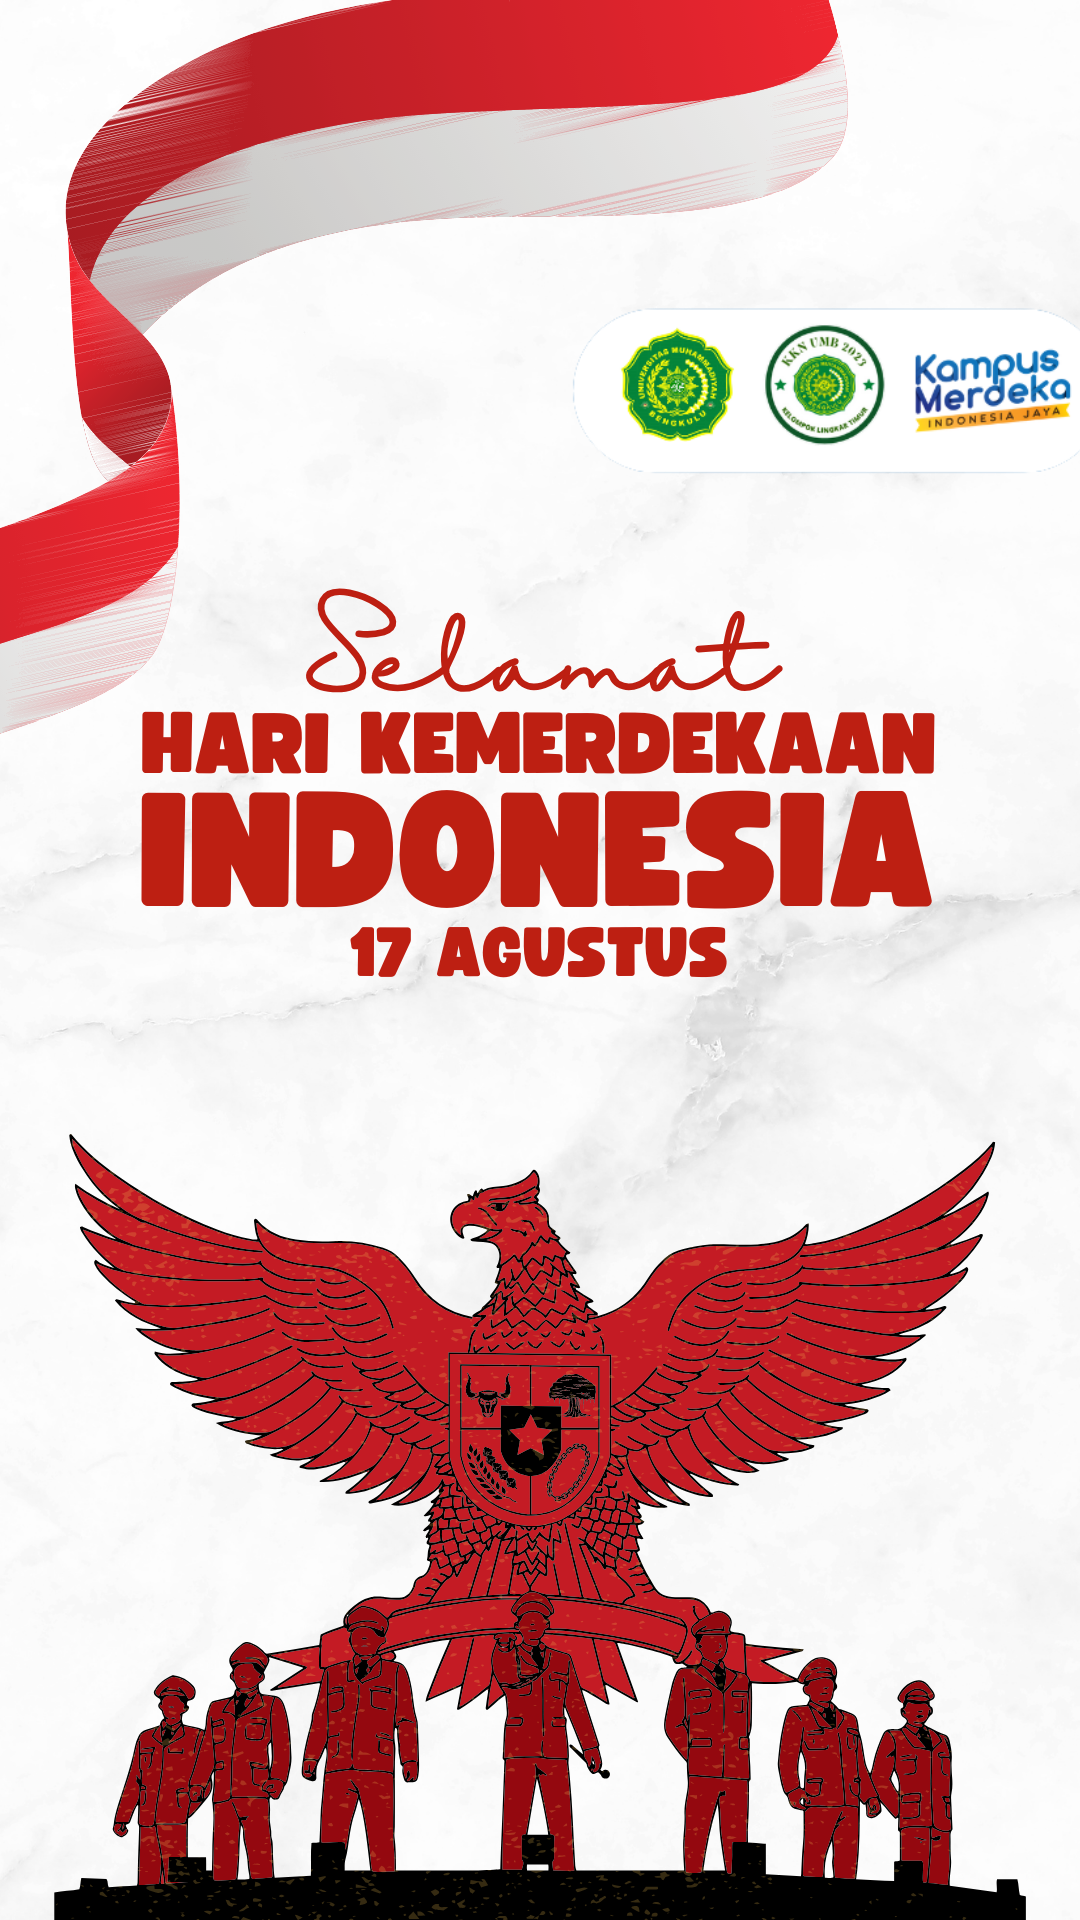 UNIVERSITAS MUHAMMADIYAH
BENGKULU
KKN UMB 2023
KELOMPOK LINGKAR TIMUR
Kampus
Merdeka
INDONESIA JAYA
Selamat
HARI KEMERDEKAAN
INDONESIA
17 AGUSTUS